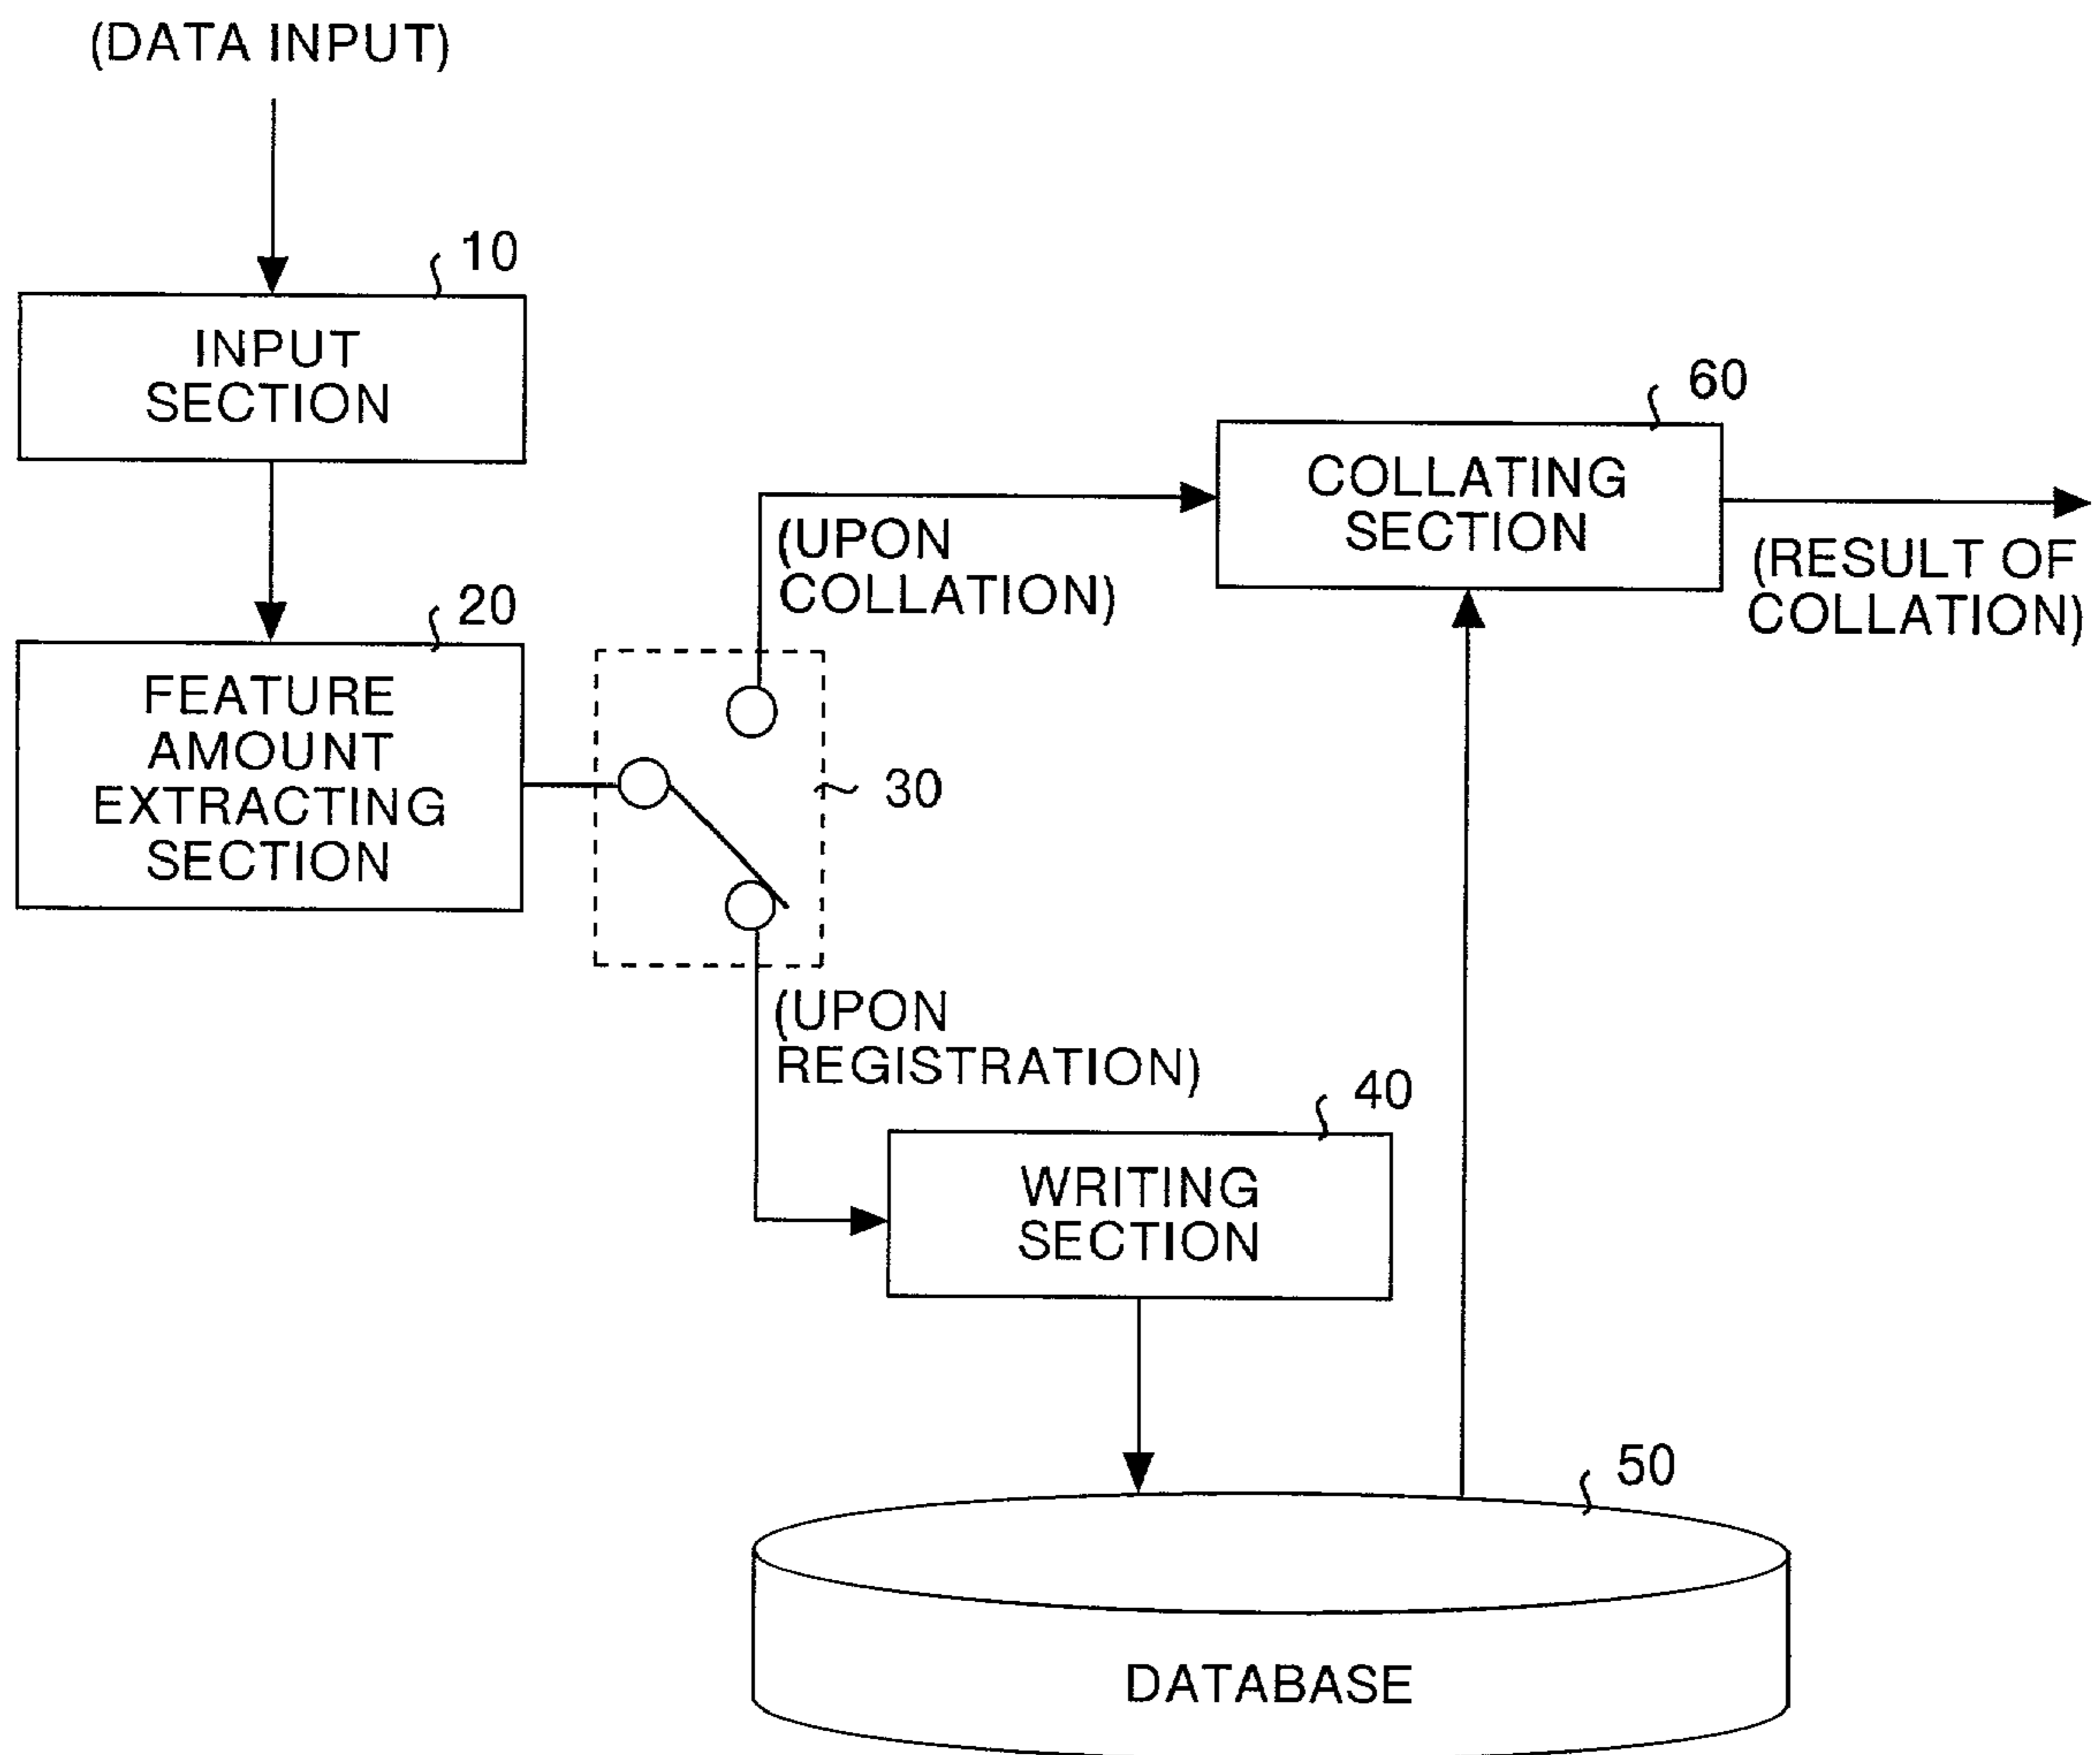 (DATA INPUT)
10
INPUT
SECTION
20
FEATURE
AMOUNT
EXTRACTING
SECTION
30
(UPON
COLLATION)
60
COLLATING
SECTION
(RESULT OF
COLLATION)
(UPON
REGISTRATION)
40
WRITING
SECTION
50
DATABASE